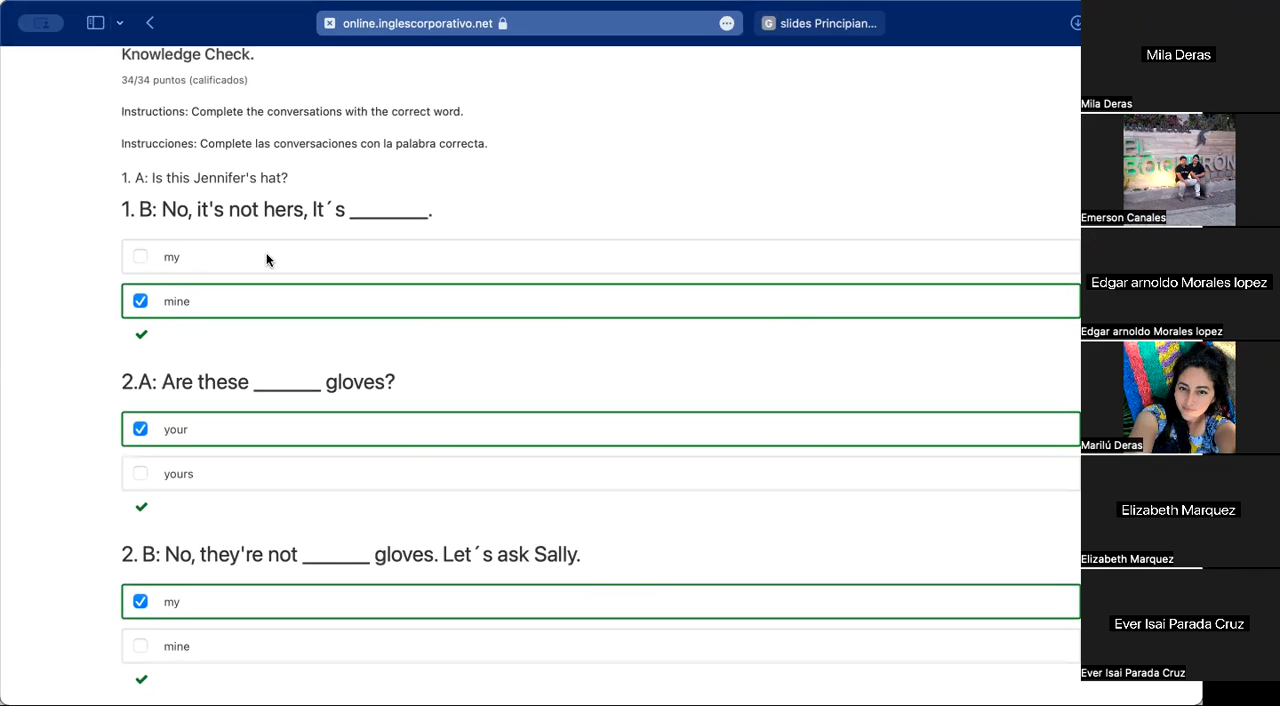 online.inglescorporativo.net
slides Principian...
Knowledge Check.
34/34 puntos (calificados)
Instructions: Complete the conversations with the correct word.
Instrucciones: Complete las conversaciones con la palabra correcta.
1. A: Is this Jennifer's hat?
1. B: No, it's not hers, It´s ________.
my
mine
2.A: Are these _______ gloves?
your
yours
2. B: No, they're not _______ gloves. Let´s ask Sally.
my
mine
Mila Deras
Mila Deras
Emerson Canales
Edgar arnoldo Morales lopez
Edgar arnoldo Morales lopez
Marilú Deras
Elizabeth Marquez
Elizabeth Marquez
Ever Isai Parada Cruz
Ever Isai Parada Cruz